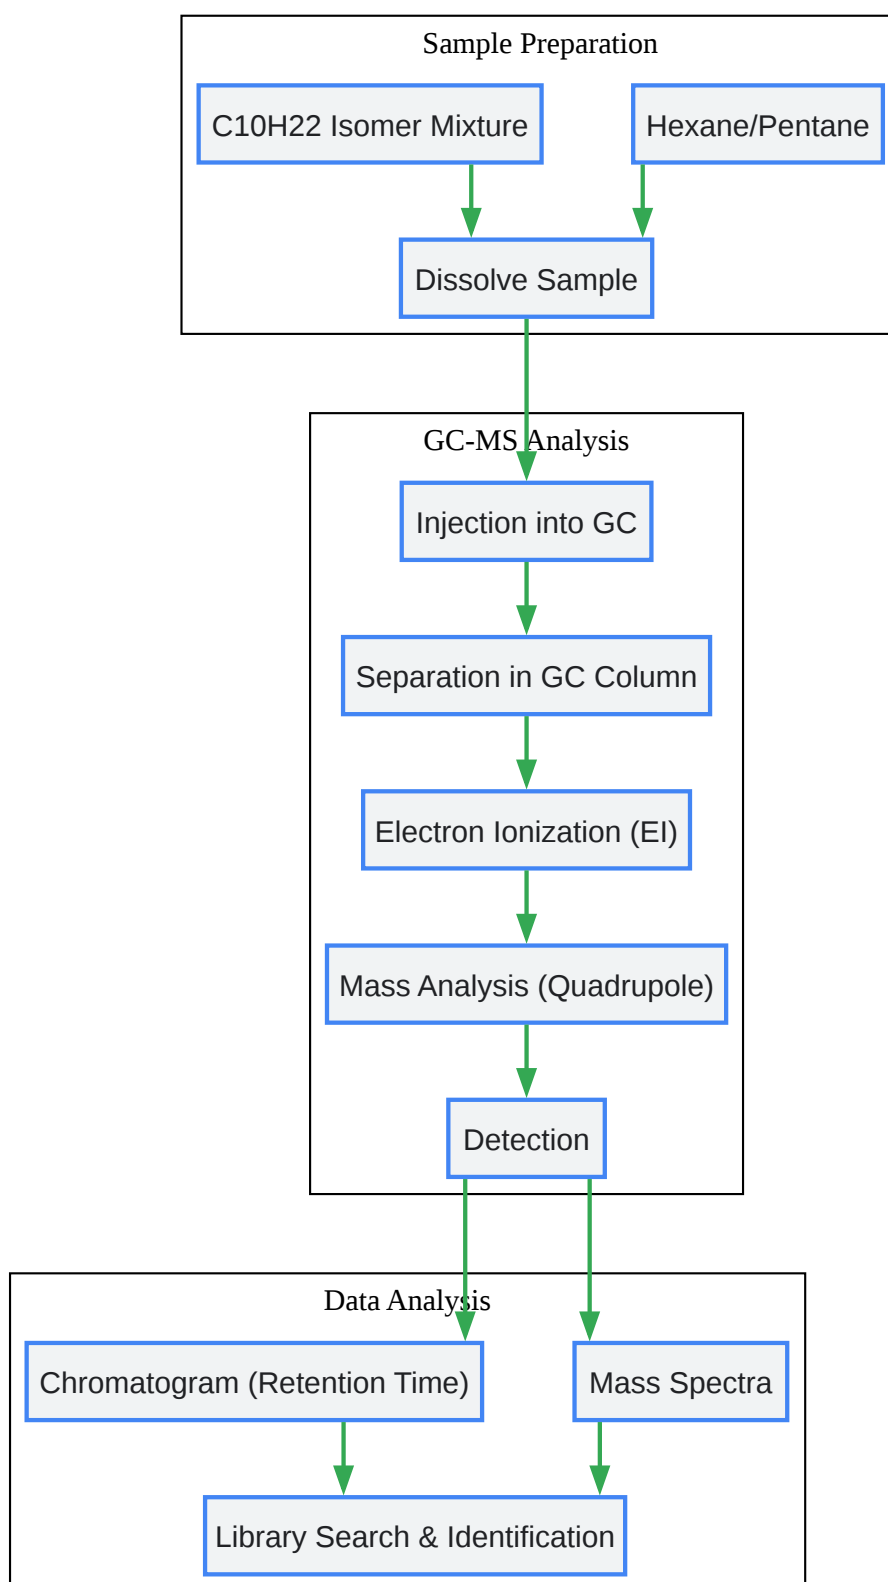 Sample Preparation
C10H22 Isomer Mixture
Hexane/Pentane
Dissolve Sample
GC-MS Analysis
Injection into GC
Separation in GC Column
Electron Ionization (EI)
Mass Analysis (Quadrupole)
Detection
Data Analysis
Chromatogram (Retention Time)
Mass Spectra
Library Search & Identification